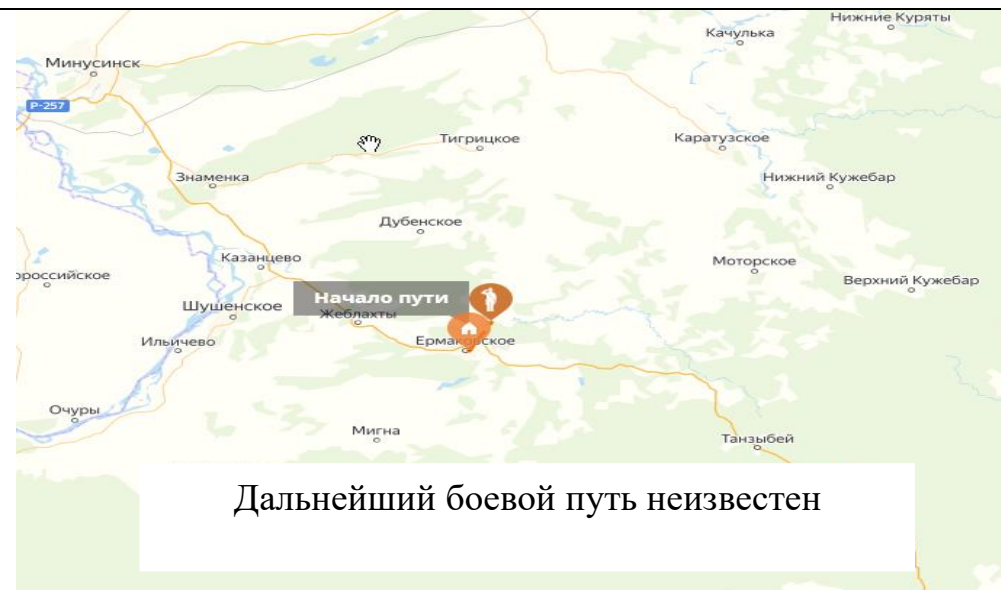 Нижние Куряты
Качулька
Минусинск
Р-257
Тигрицкое
Каратузское
Знаменка
Нижний Кужебар
Дубенское
Казанцево
Моторское
ороссийское
Верхний Кужебар
Начало пути
Шушенское
Жеблахты
Ильичево
Ермаковское
Очуры
Мигна
Танзыбей
Дальнейший боевой путь неизвестен